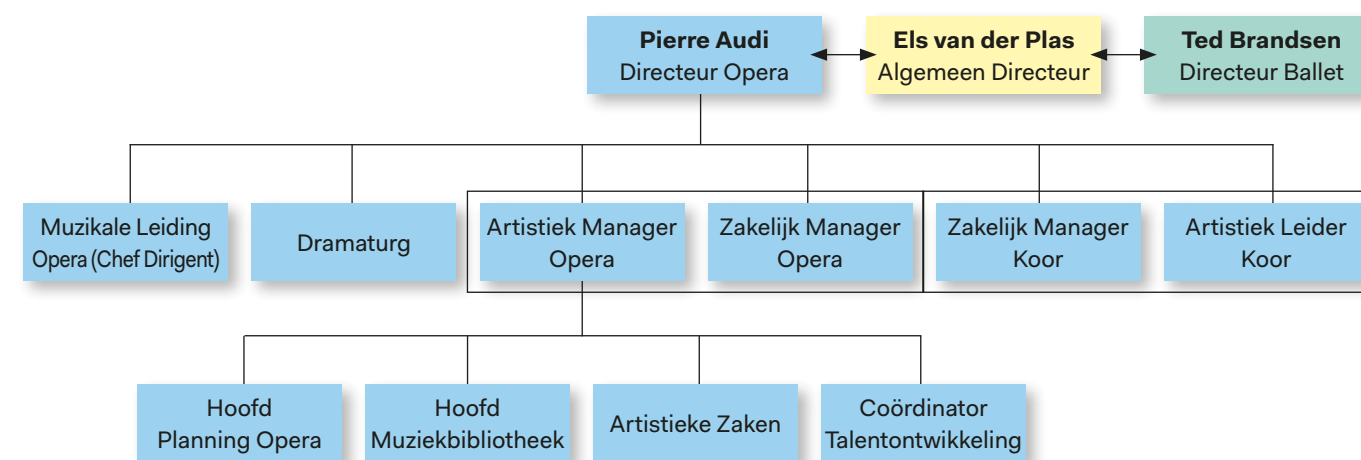 Pierre Audi
Directeur Opera
Els van der Plas
Algemeen Directeur
Ted Brandsen
Directeur Ballet
Muzikale Leiding
Opera (Chef Dirigent)
Dramaturg
Artistiek Manager
Opera
Zakelijk Manager
Opera
Zakelijk Manager
Koor
Artistiek Leider
Koor
Hoofd
Planning Opera
Hoofd
Muziekbibliotheek
Artistieke Zaken
Coördinator
Talentontwikkeling